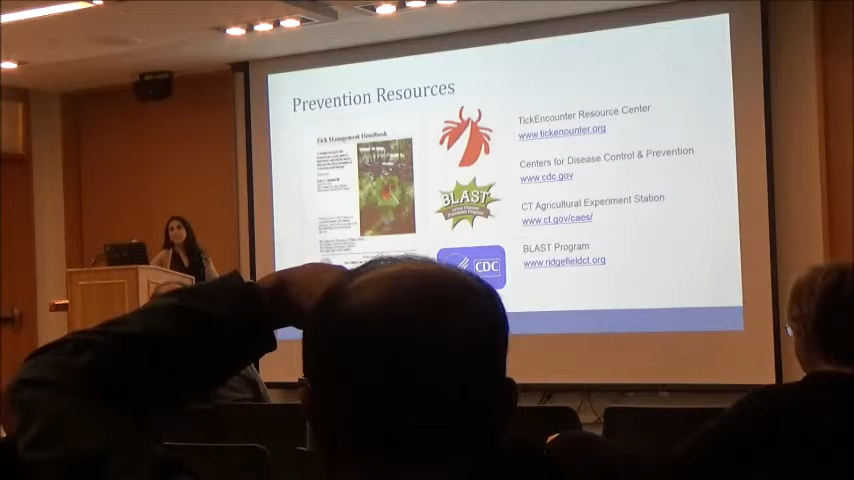 Prevention Resources
Tick Management Handbook
TickEncounter Resource Center
www.tickencounter.org
Centers for Disease Control & Prevention
www.cdc.gov
BLAST
CT Agricultural Experiment Station
www.ct.gov/caes/
BLAST Program
www.ridgefieldct.org
CDC